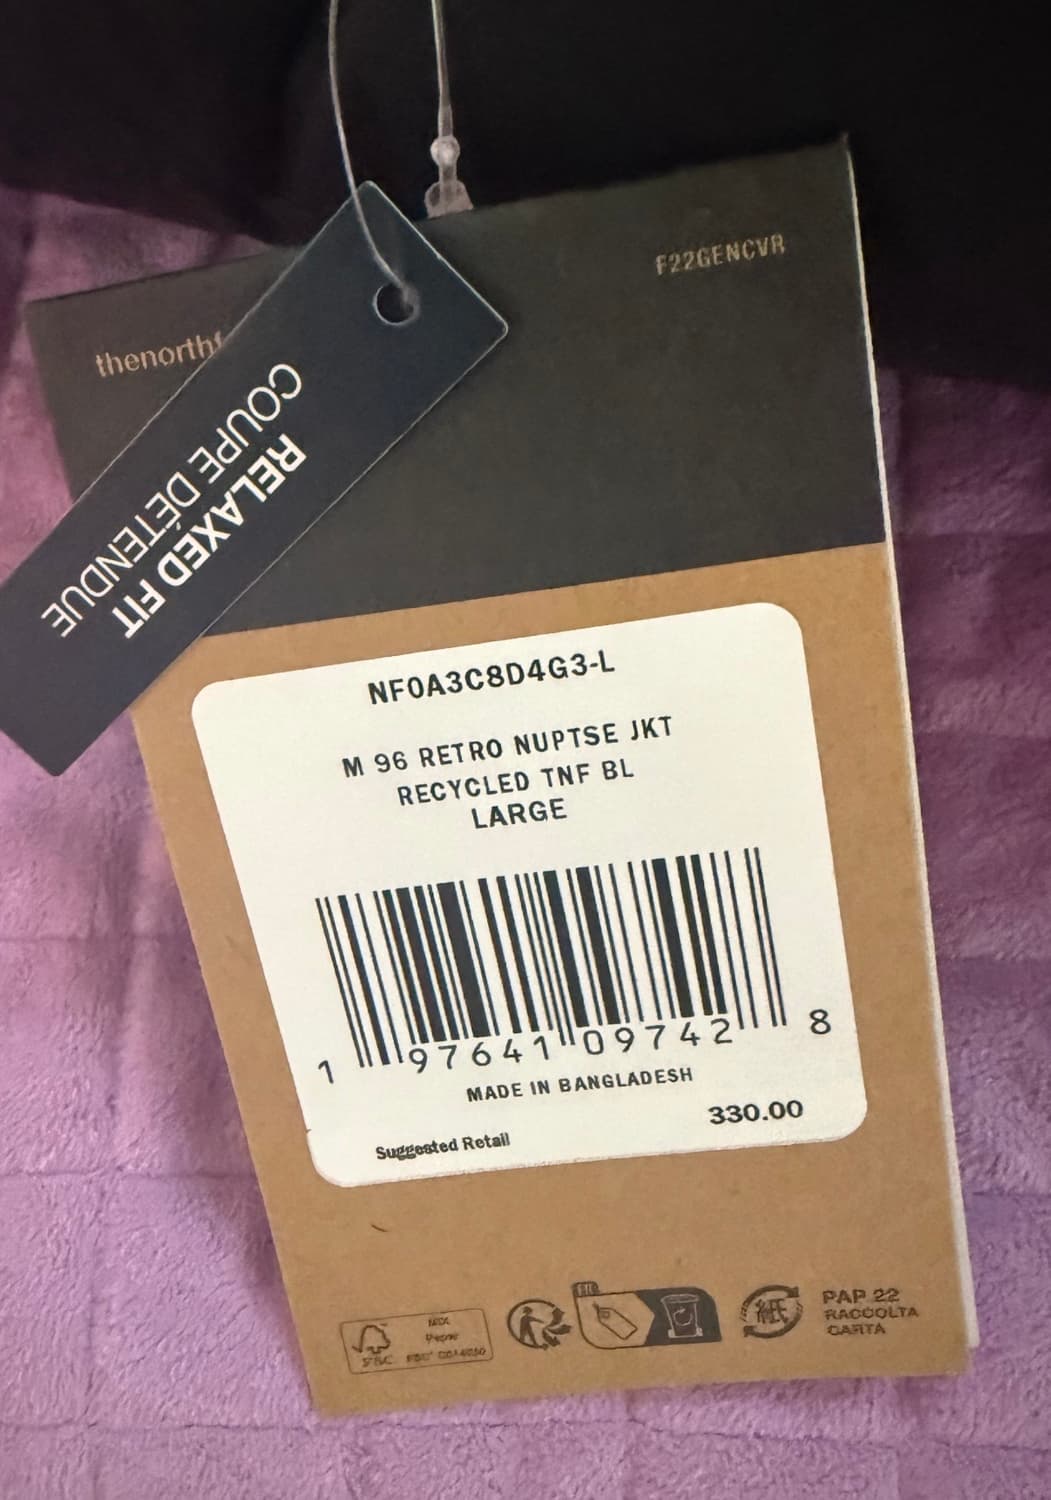 thenorthf
F22GENCVR
RELAXED FIT
COUPE DÉTENDUE
NF0A3C8D4G3-L
M 96 RETRO NUPTSE JKT
RECYCLED TNF BL
LARGE
1 97641 09742 8
MADE IN BANGLADESH
330.00
Suggested Retail
MIX
Paper
FSC
PAP 22
RACCOLTA
CARTA